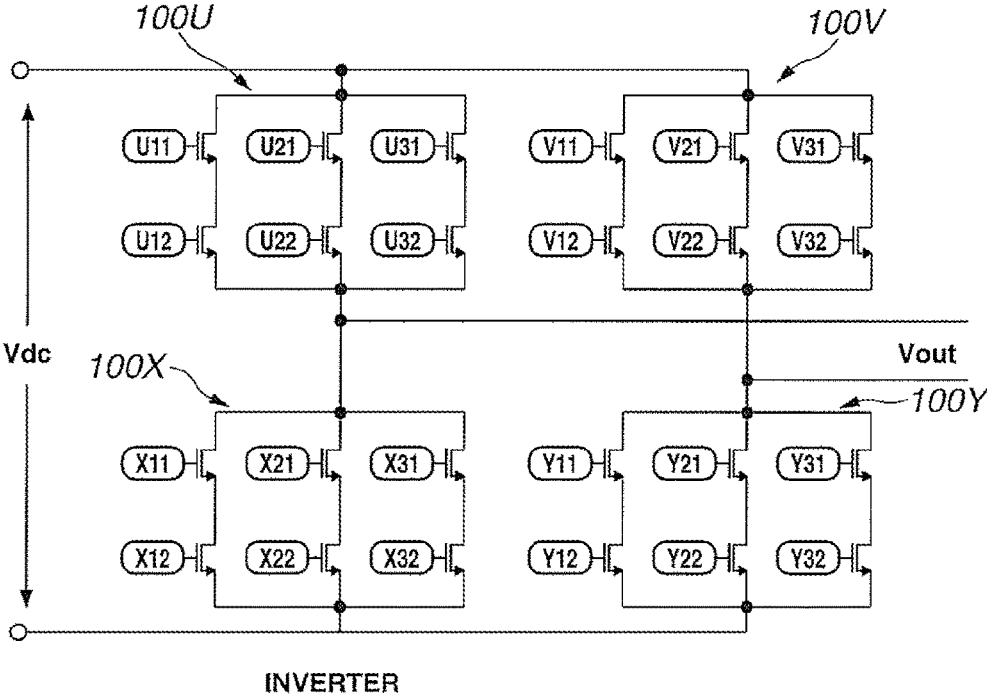 100U
100V
U11 U21 U31 V11 V21 V31
U12 U22 U32 V12 V22 V32
Vdc
Vout
100X
100Y
X11 X21 X31 Y11 Y21 Y31
X12 X22 X32 Y12 Y22 Y32
INVERTER